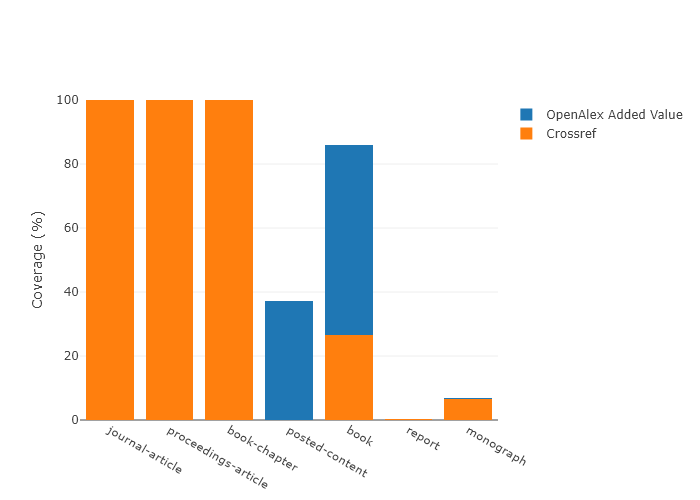 100
80
60
40
20
0
Coverage (%)
journal-article
proceedings-article
book-chapter
posted-content
book
report
monograph
OpenAlex Added Value
Crossref